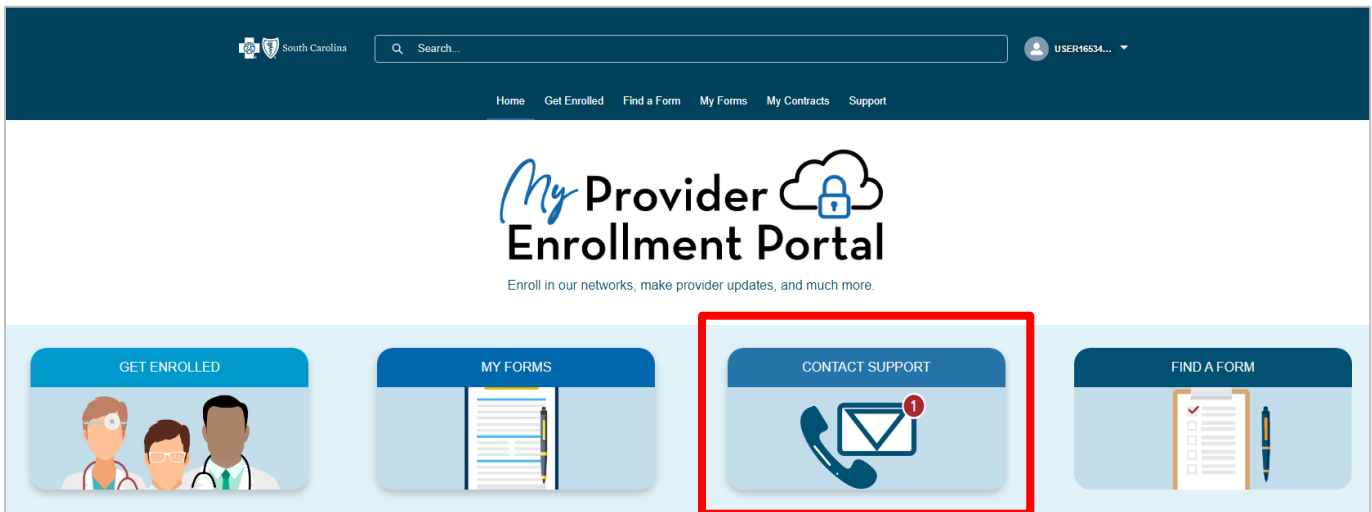 South Carolina
Search...
USER16534...
Home Get Enrolled Find a Form My Forms My Contracts Support
My Provider
Enrollment Portal
Enroll in our networks, make provider updates, and much more.
GET ENROLLED
MY FORMS
CONTACT SUPPORT
FIND A FORM
1